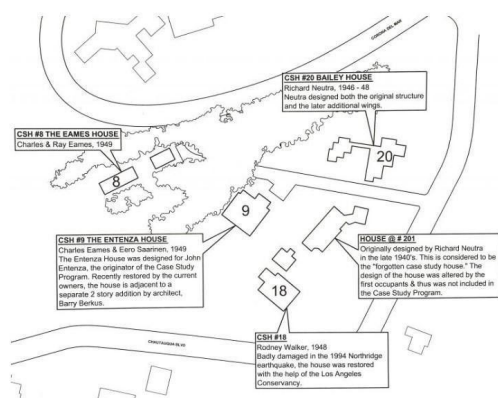 CORONA DEL MAR
CSH #20 BAILEY HOUSE
Richard Neutra, 1946 - 48
Neutra designed both the original structure
and the later additional wings.
CSH #8 THE EAMES HOUSE
Charles & Ray Eames, 1949
8
20
9
CSH #9 THE ENTENZA HOUSE
Charles Eames & Eero Saarinen, 1949
The Entenza House was designed for John
Entenza, the originator of the Case Study
Program. Recently restored by the current
owners, the house is adjacent to a
separate 2 story addition by architect,
Barry Berkus.
HOUSE @ # 201
Originally designed by Richard Neutra
in the late 1940's. This is considered to be
the "forgotten case study house." The
design of the house was altered by the
first occupants & thus was not included in
the Case Study Program.
18
CSH #18
Rodney Walker, 1948
Badly damaged in the 1994 Northridge
earthquake, the house was restored
with the help of the Los Angeles
Conservancy.
CHAUTAUQUA BLVD